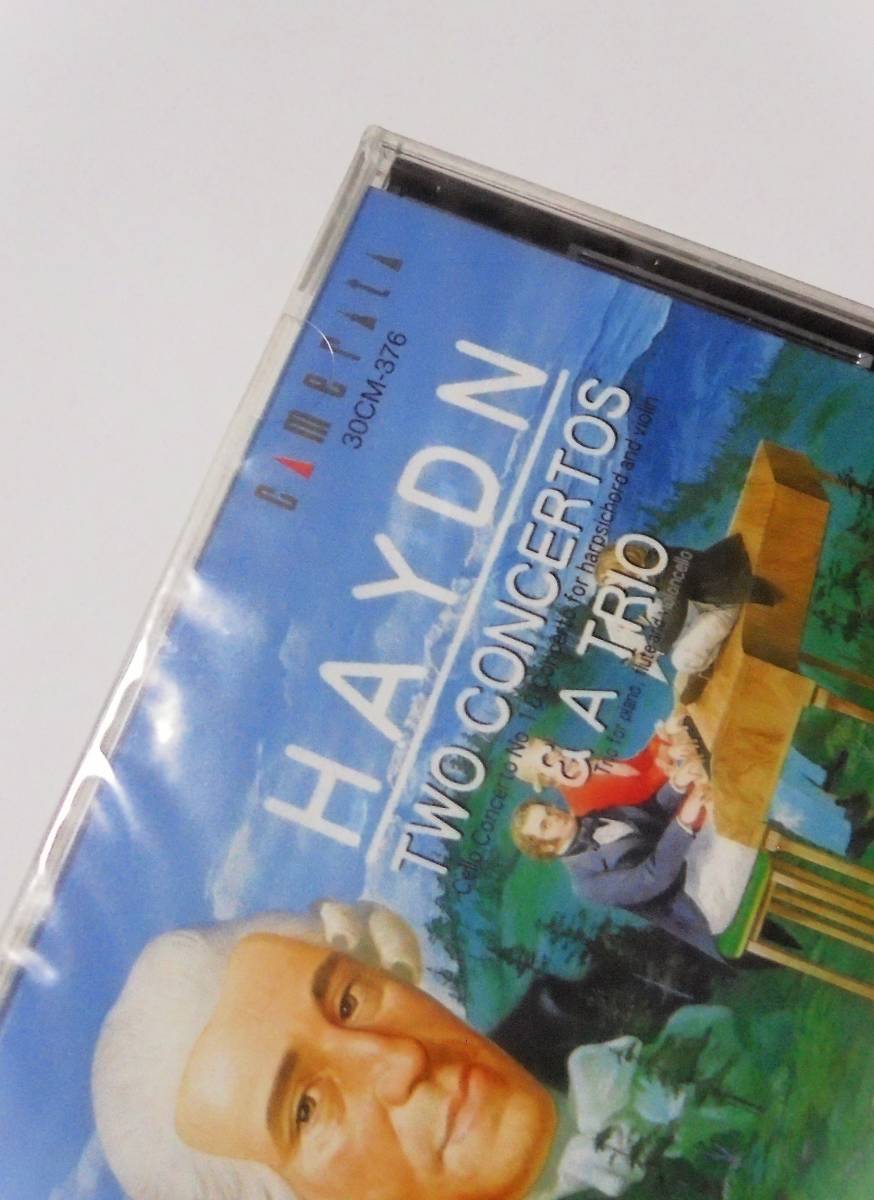 camerata
30CM-376
HAYDN
TWO CONCERTOS
Cello Concerto No. 1 & Concerto for harpsichord and violin
& A TRIO
Trio for piano, flute and violoncello